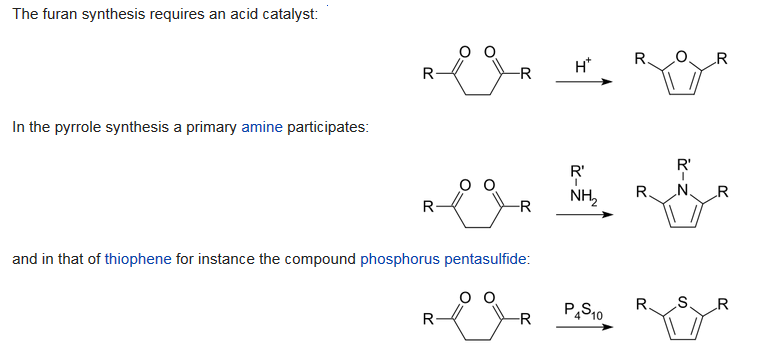 The furan synthesis requires an acid catalyst:
O O
R R
H⁺
R O R
In the pyrrole synthesis a primary amine participates:
O O
R R
R'
NH₂
R'
R N R
and in that of thiophene for instance the compound phosphorus pentasulfide:
O O
R R
P₄S₁₀
R S R